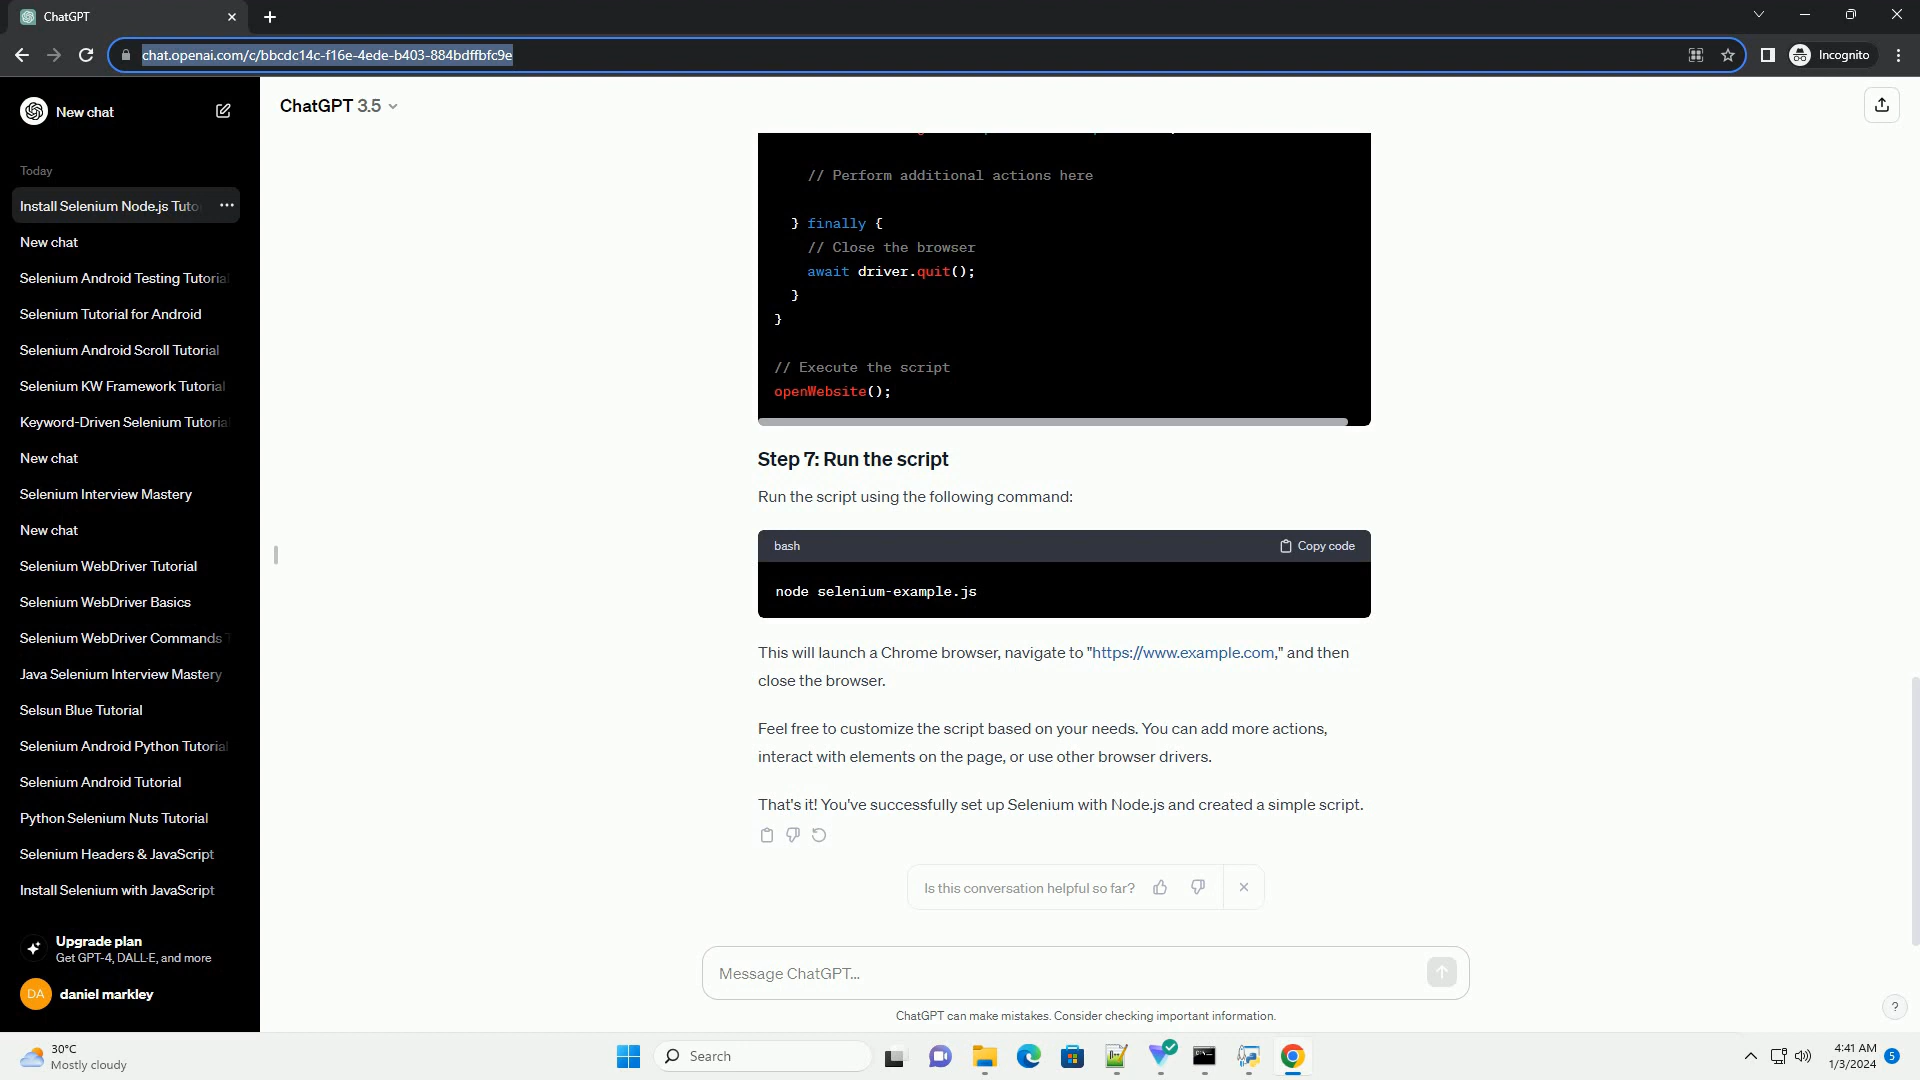 ChatGPT
chat.openai.com/c/bbcdc14c-f16e-4ede-b403-884bdffbfc9e
Incognito
New chat
ChatGPT 3.5
Today
Install Selenium Node.js Tuto
New chat
Selenium Android Testing Tutorial
Selenium Tutorial for Android
Selenium Android Scroll Tutorial
Selenium KW Framework Tutorial
Keyword-Driven Selenium Tutorial
New chat
Selenium Interview Mastery
New chat
Selenium WebDriver Tutorial
Selenium WebDriver Basics
Selenium WebDriver Commands T
Java Selenium Interview Mastery
Selsun Blue Tutorial
Selenium Android Python Tutorial
Selenium Android Tutorial
Python Selenium Nuts Tutorial
Selenium Headers & JavaScript
Install Selenium with JavaScript
Upgrade plan
Get GPT-4, DALL·E, and more
DA
daniel markley
// Perform additional actions here
} finally {
// Close the browser
await driver.quit();
}
}
// Execute the script
openWebsite();
Step 7: Run the script
Run the script using the following command:
bash
Copy code
node selenium-example.js
This will launch a Chrome browser, navigate to "https://www.example.com," and then
close the browser.
Feel free to customize the script based on your needs. You can add more actions,
interact with elements on the page, or use other browser drivers.
That's it! You've successfully set up Selenium with Node.js and created a simple script.
Is this conversation helpful so far?
Message ChatGPT...
ChatGPT can make mistakes. Consider checking important information.
?
30°C
Mostly cloudy
Search
4:41 AM
1/3/2024
5